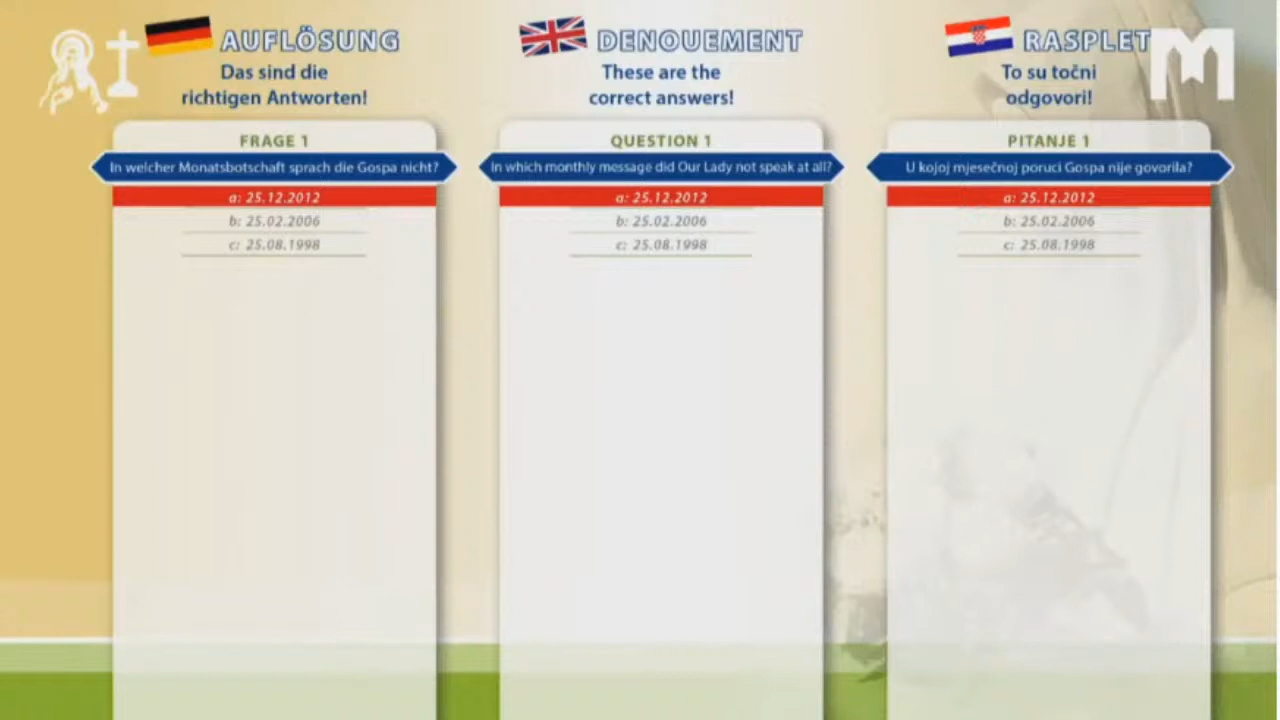 AUFLÖSUNG
Das sind die
richtigen Antworten!
FRAGE 1
In welcher Monatsbotschaft sprach die Gospa nicht?
a: 25.12.2012
b: 25.02.2006
c: 25.08.1998
DENOUEMENT
These are the
correct answers!
QUESTION 1
In which monthly message did Our Lady not speak at all?
a: 25.12.2012
b: 25.02.2006
c: 25.08.1998
RASPLET
To su točni
odgovori!
PITANJE 1
U kojoj mjesečnoj poruci Gospa nije govorila?
a: 25.12.2012
b: 25.02.2006
c: 25.08.1998
M